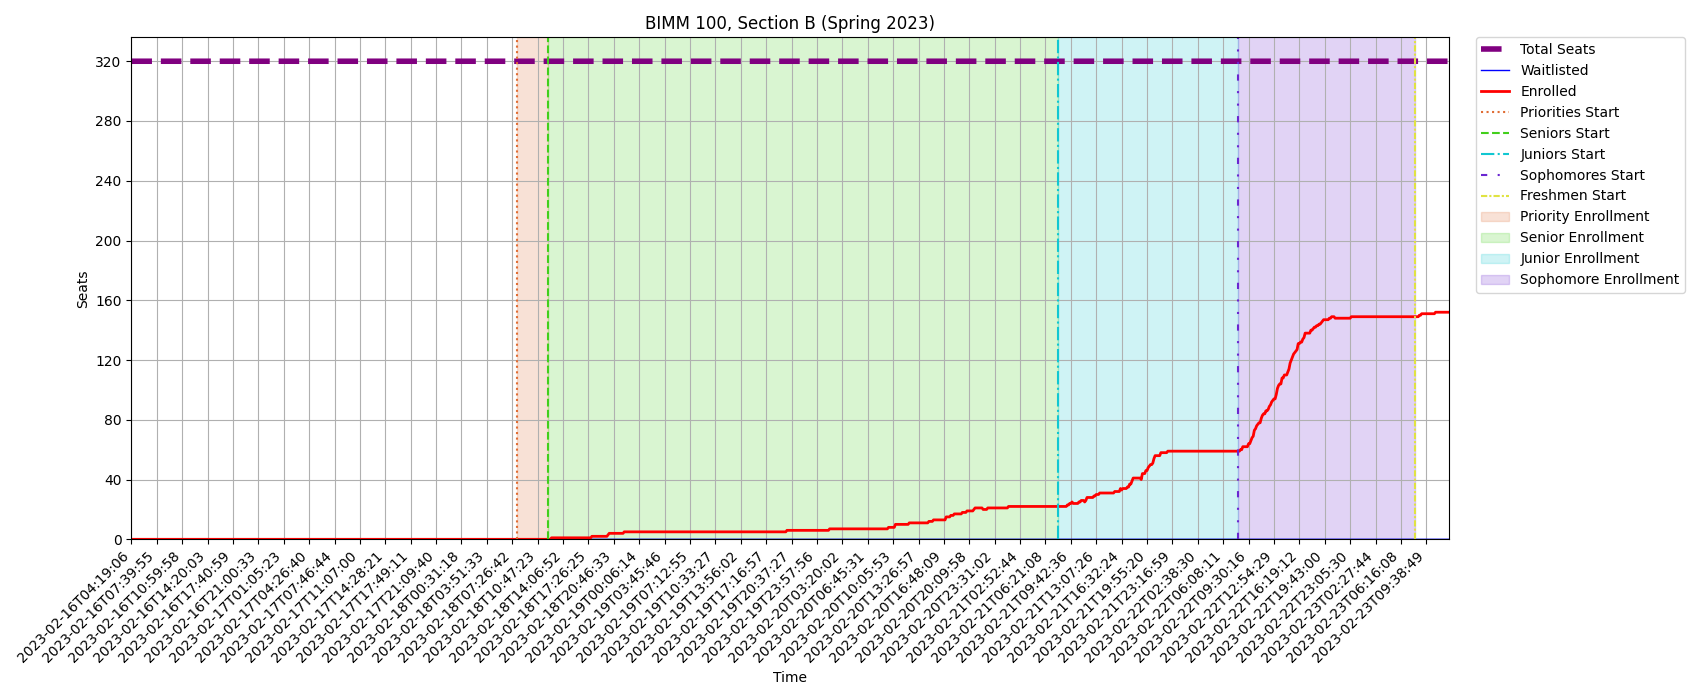 BIMM 100, Section B (Spring 2023)
Total Seats
Waitlisted
Enrolled
Priorities Start
Seniors Start
Juniors Start
Sophomores Start
Freshmen Start
Priority Enrollment
Senior Enrollment
Junior Enrollment
Sophomore Enrollment
Seats
320
280
240
200
160
120
80
40
0
2023-02-16T04:19:06
2023-02-16T07:39:55
2023-02-16T10:59:58
2023-02-16T14:20:03
2023-02-16T17:40:59
2023-02-16T21:00:33
2023-02-17T01:05:23
2023-02-17T04:26:40
2023-02-17T07:46:44
2023-02-17T11:07:00
2023-02-17T14:28:21
2023-02-17T17:49:11
2023-02-17T21:09:40
2023-02-18T00:31:18
2023-02-18T03:51:33
2023-02-18T07:26:42
2023-02-18T10:47:23
2023-02-18T14:06:52
2023-02-18T17:26:25
2023-02-18T20:46:33
2023-02-19T00:06:14
2023-02-19T03:45:46
2023-02-19T07:12:55
2023-02-19T10:33:27
2023-02-19T13:56:02
2023-02-19T17:16:57
2023-02-19T20:37:27
2023-02-19T23:57:56
2023-02-20T03:20:02
2023-02-20T06:45:31
2023-02-20T10:05:53
2023-02-20T13:26:57
2023-02-20T16:48:09
2023-02-20T20:09:58
2023-02-20T23:31:02
2023-02-21T02:52:44
2023-02-21T06:21:08
2023-02-21T09:42:36
2023-02-21T13:07:26
2023-02-21T16:32:24
2023-02-21T19:55:20
2023-02-21T23:16:59
2023-02-22T02:38:30
2023-02-22T06:08:11
2023-02-22T09:30:16
2023-02-22T12:54:29
2023-02-22T16:19:12
2023-02-22T19:43:00
2023-02-22T23:05:30
2023-02-23T02:27:44
2023-02-23T06:16:08
2023-02-23T09:38:49
Time